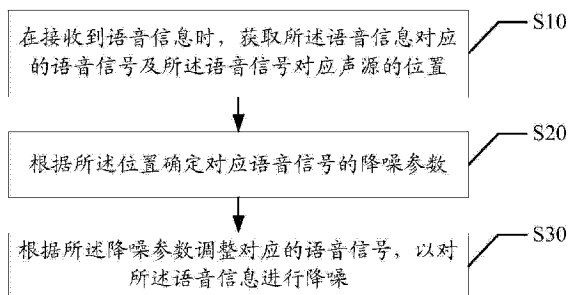 在接收到语音信息时，获取所述语音信息对应
的语音信号及所述语音信号对应声源的位置
S10
根据所述位置确定对应语音信号的降噪参数
S20
根据所述降噪参数调整对应的语音信号，以对
所述语音信息进行降噪
S30